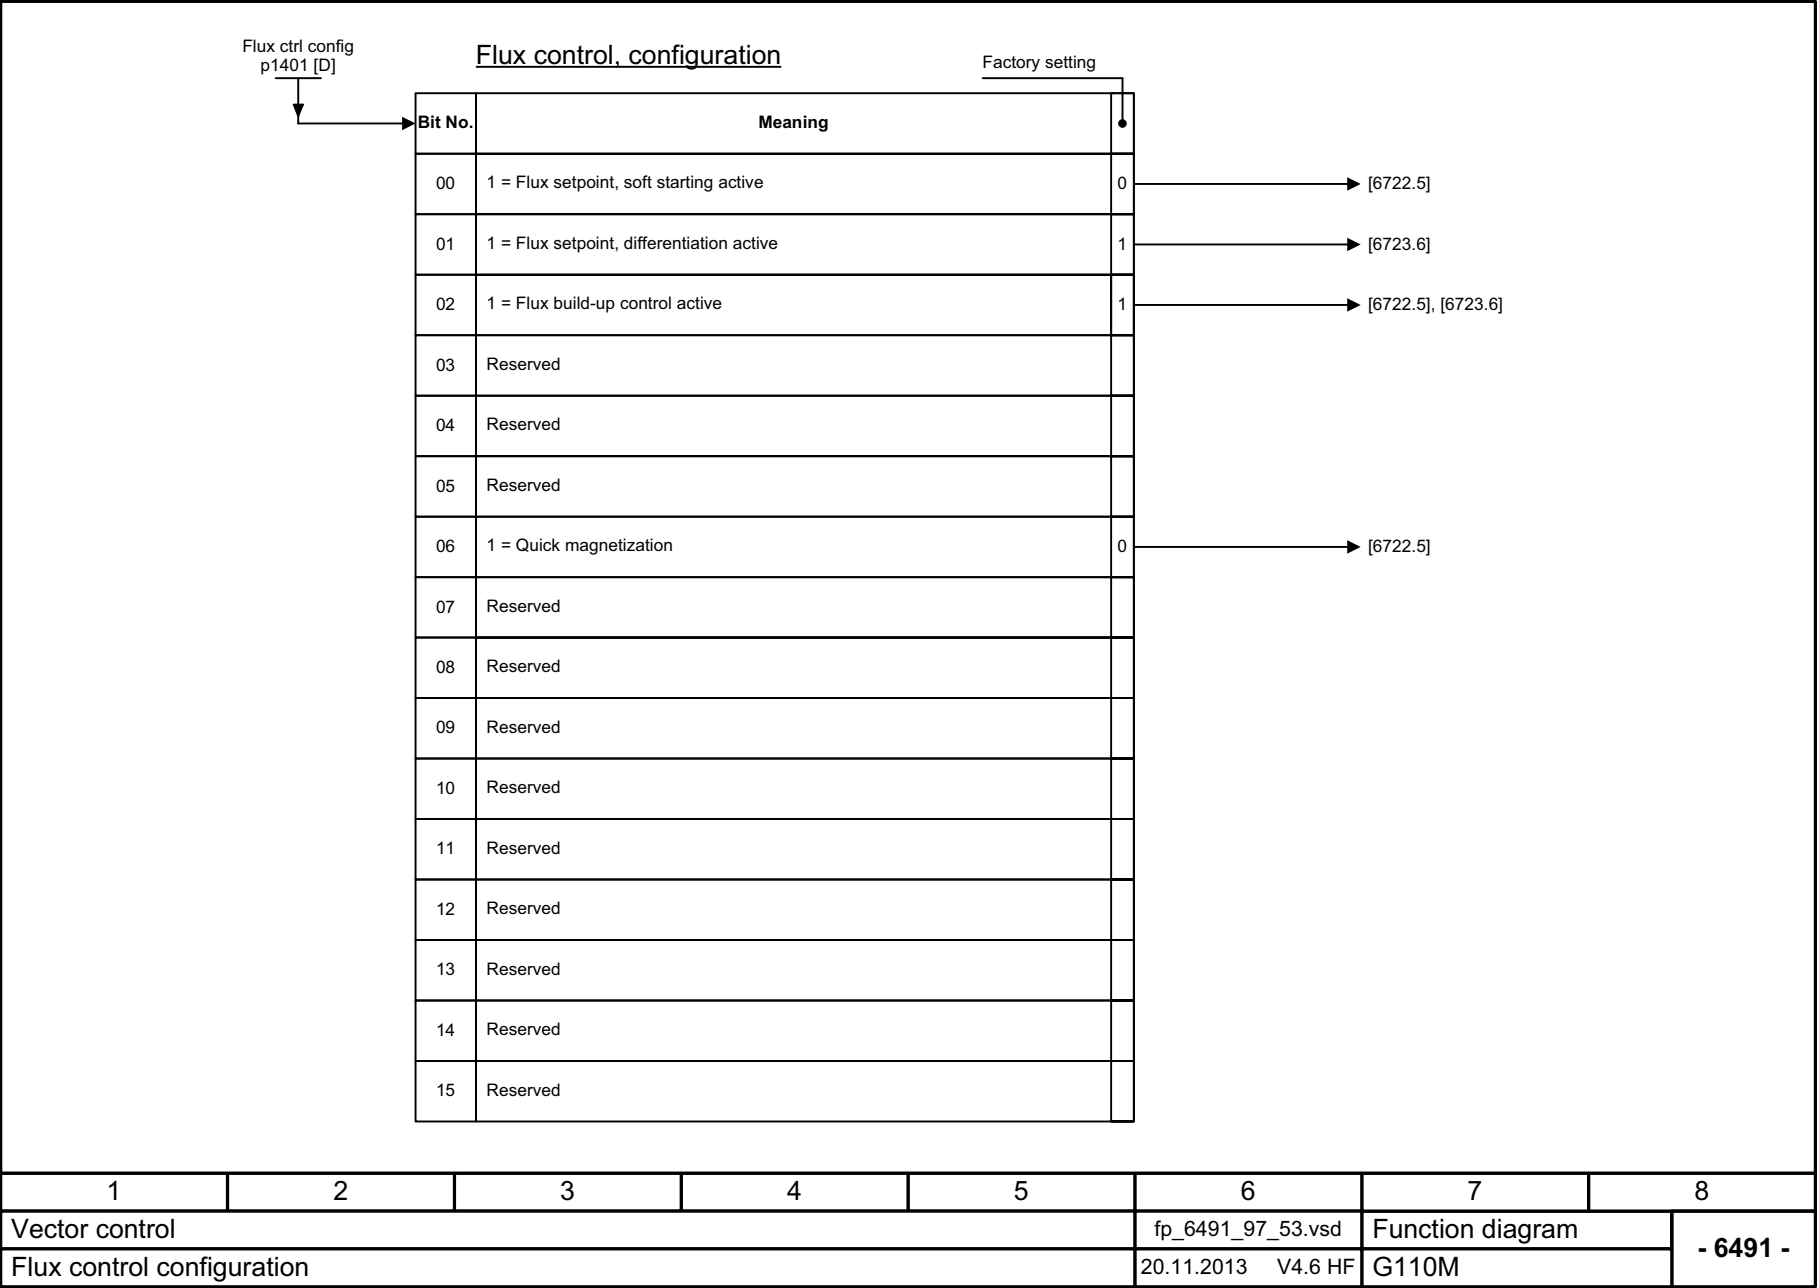 Flux ctrl config
p1401 [D]
Flux control, configuration
Factory setting
Bit No. Meaning
00 1 = Flux setpoint, soft starting active 0 [6722.5]
01 1 = Flux setpoint, differentiation active 1 [6723.6]
02 1 = Flux build-up control active 1 [6722.5], [6723.6]
03 Reserved
04 Reserved
05 Reserved
06 1 = Quick magnetization 0 [6722.5]
07 Reserved
08 Reserved
09 Reserved
10 Reserved
11 Reserved
12 Reserved
13 Reserved
14 Reserved
15 Reserved
1 2 3 4 5 6 7 8
Vector control fp_6491_97_53.vsd Function diagram
- 6491 -
Flux control configuration 20.11.2013 V4.6 HF G110M